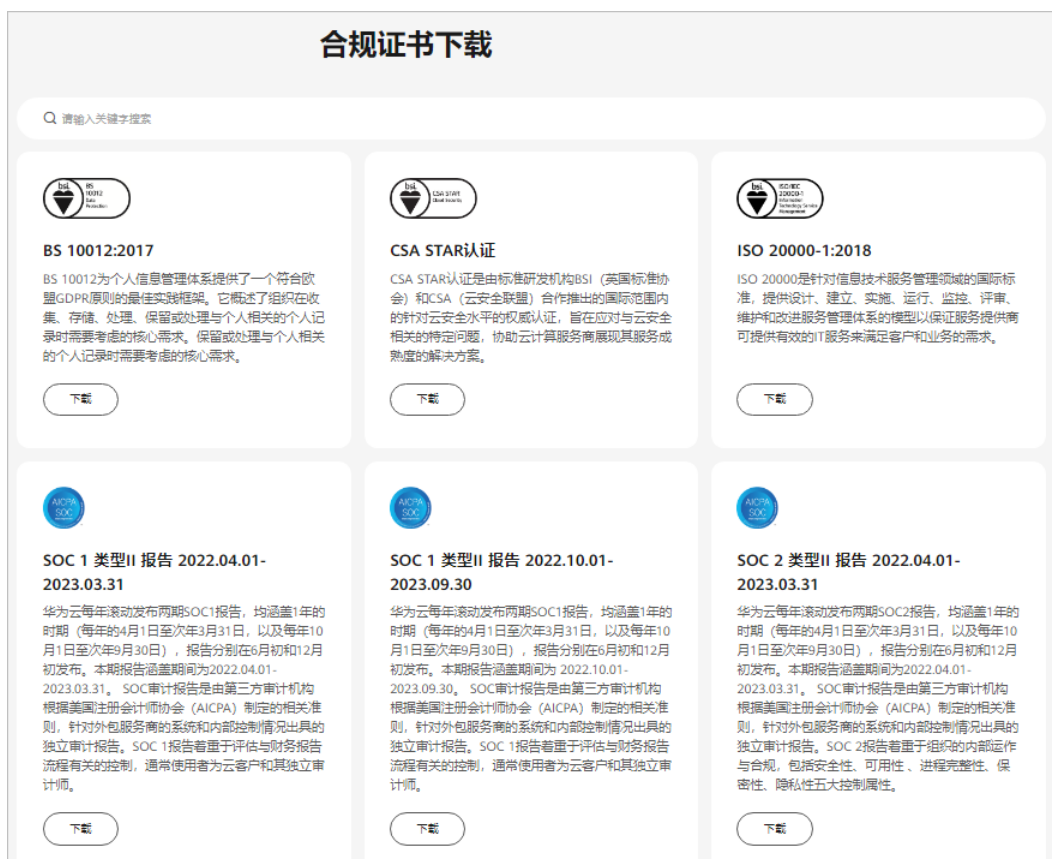 合规证书下载
请输入关键字搜索
bsi.
BS
10012
Data
Protection
BS 10012:2017
BS 10012为个人信息管理体系提供了一个符合欧
盟GDPR原则的最佳实践框架。它概述了组织在收
集、存储、处理、保留或处理与个人相关的个人记
录时需要考虑的核心需求。保留或处理与个人相关
的个人记录时需要考虑的核心需求。
下载
bsi.
CSA STAR
Cloud Security
CSA STAR认证
CSA STAR认证是由标准研发机构BSI（英国标准协
会）和CSA（云安全联盟）合作推出的国际范围内
的针对云安全水平的权威认证，旨在应对与云安全
相关的特定问题，协助云计算服务商展现其服务成
熟度的解决方案。
下载
bsi.
ISO/IEC
20000-1
Information
Technology Service
Management
ISO 20000-1:2018
ISO 20000是针对信息技术服务管理领域的国际标
准，提供设计、建立、实施、运行、监控、评审、
维护和改进服务管理体系的模型以保证服务提供商
可提供有效的IT服务来满足客户和业务的需求。
下载
AICPA
SOC
SOC 1 类型II 报告 2022.04.01-
2023.03.31
华为云每年滚动发布两期SOC1报告，均涵盖1年的
时期（每年的4月1日至次年3月31日，以及每年10
月1日至次年9月30日），报告分别在6月初和12月
初发布。本期报告涵盖期间为2022.04.01-
2023.03.31。 SOC审计报告是由第三方审计机构
根据美国注册会计师协会（AICPA）制定的相关准
则，针对外包服务商的系统和内部控制情况出具的
独立审计报告。SOC 1报告着重于评估与财务报告
流程有关的控制，通常使用者为云客户和其独立审
计师。
下载
AICPA
SOC
SOC 1 类型II 报告 2022.10.01-
2023.09.30
华为云每年滚动发布两期SOC1报告，均涵盖1年的
时期（每年的4月1日至次年3月31日，以及每年10
月1日至次年9月30日），报告分别在6月初和12月
初发布。本期报告涵盖期间为 2022.10.01-
2023.09.30。 SOC审计报告是由第三方审计机构
根据美国注册会计师协会（AICPA）制定的相关准
则，针对外包服务商的系统和内部控制情况出具的
独立审计报告。SOC 1报告着重于评估与财务报告
流程有关的控制，通常使用者为云客户和其独立审
计师。
下载
AICPA
SOC
SOC 2 类型II 报告 2022.04.01-
2023.03.31
华为云每年滚动发布两期SOC2报告，均涵盖1年的
时期（每年的4月1日至次年3月31日，以及每年10
月1日至次年9月30日），报告分别在6月初和12月
初发布。本期报告涵盖期间为2022.04.01-
2023.03.31。 SOC审计报告是由第三方审计机构
根据美国注册会计师协会（AICPA）制定的相关准
则，针对外包服务商的系统和内部控制情况出具的
独立审计报告。SOC 2报告着重于组织的内部运作
与合规，包括安全性、可用性 、进程完整性、保
密性、隐私性五大控制属性。
下载